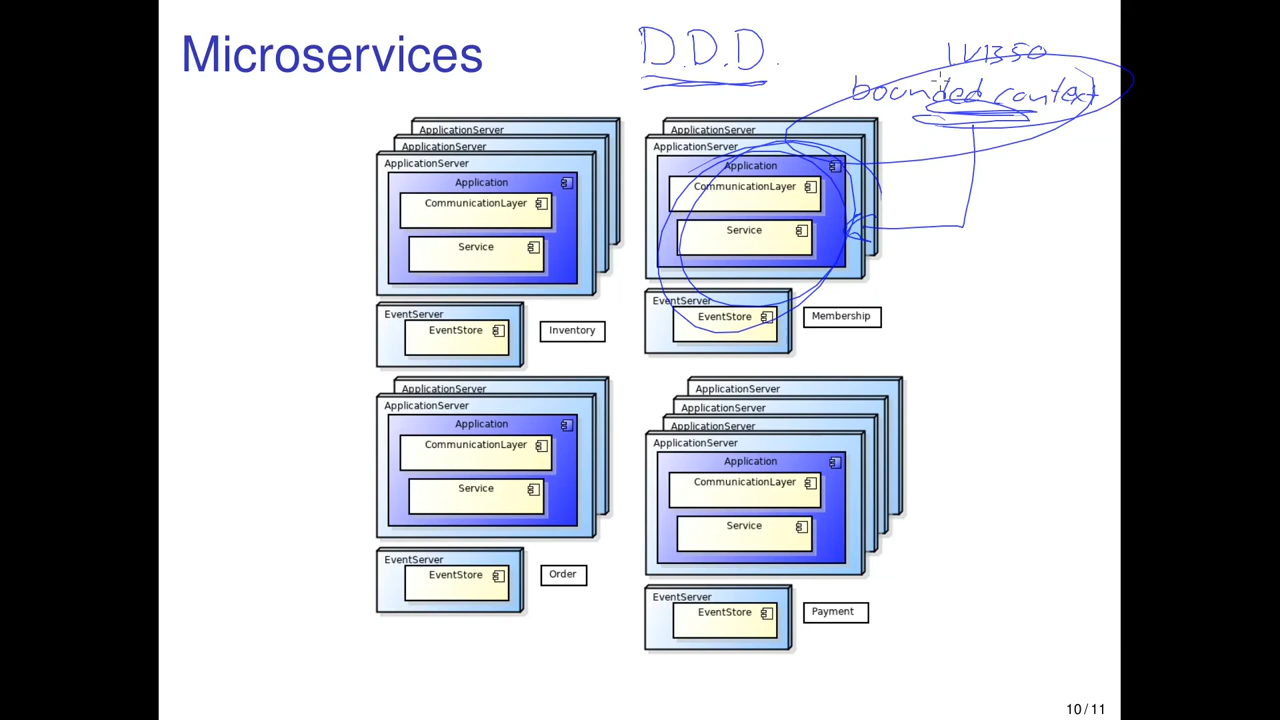 Microservices
D.D.D.
IV1350
bounded context
ApplicationServer
ApplicationServer
ApplicationServer
Application
CommunicationLayer
Service
EventServer
EventStore
Inventory
ApplicationServer
ApplicationServer
Application
CommunicationLayer
Service
EventServer
EventStore
Membership
ApplicationServer
ApplicationServer
Application
CommunicationLayer
Service
EventServer
EventStore
Order
ApplicationServer
ApplicationServer
ApplicationServer
ApplicationServer
Application
CommunicationLayer
Service
EventServer
EventStore
Payment
10 / 11